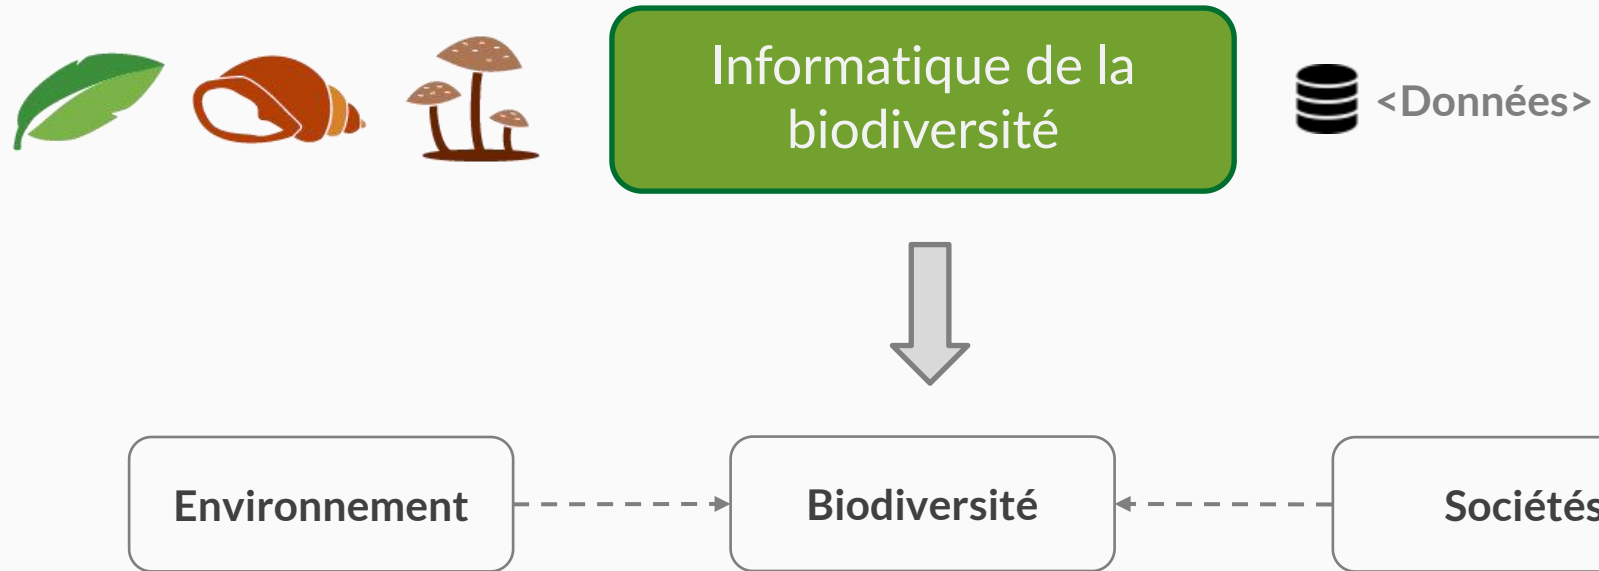 Informatique de la
biodiversité
<Données>
Environnement
Biodiversité
Sociétés